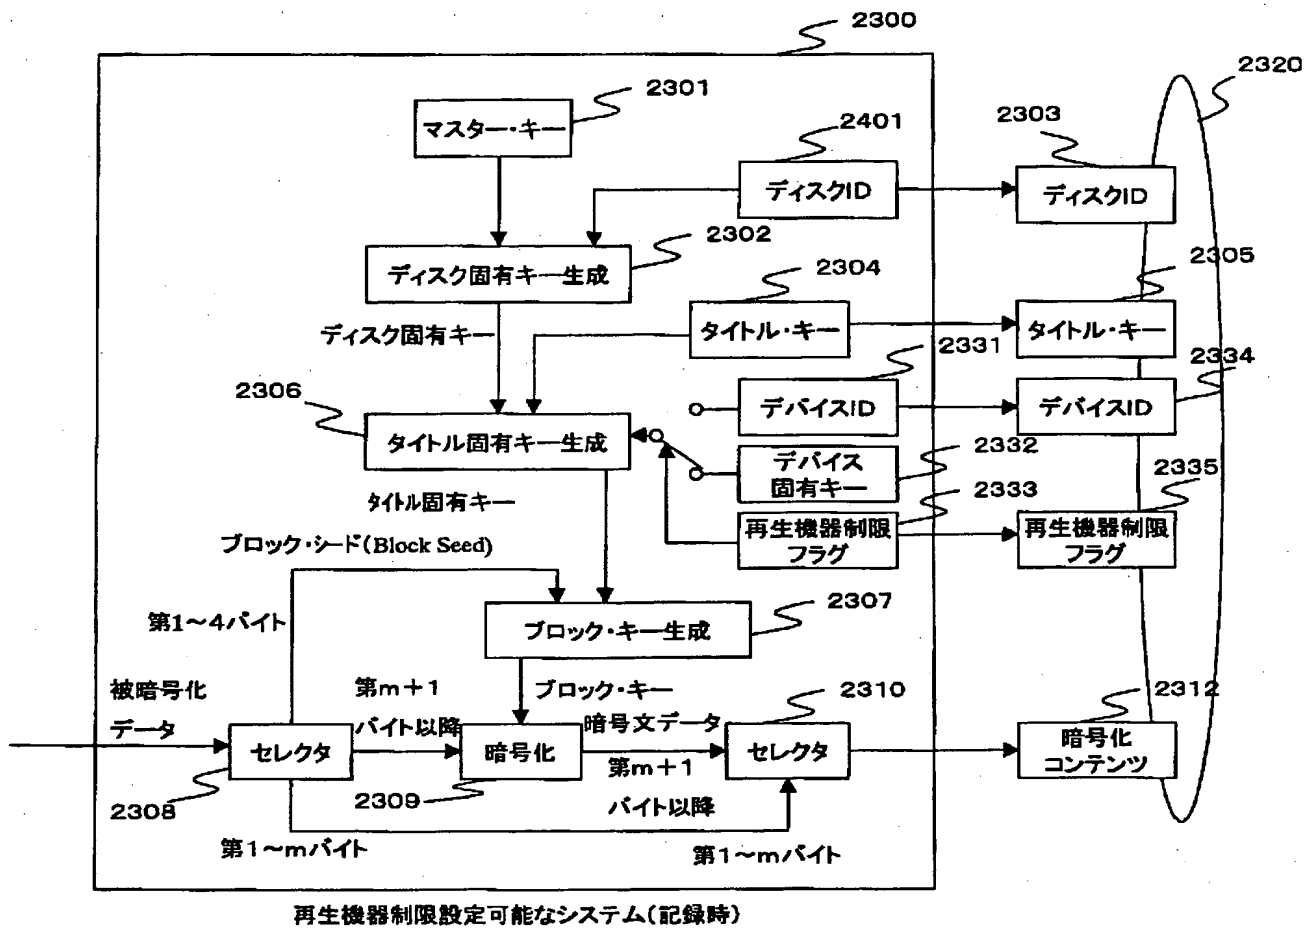 2300
2320
2301
マスター・キー
2401
ディスクID
2303
ディスクID
2302
ディスク固有キー生成
ディスク固有キー
2304
タイトル・キー
2305
タイトル・キー
2306
タイトル固有キー生成
2331
デバイスID
2334
デバイスID
2332
デバイス
固有キー
タイトル固有キー
2333
再生機器制限
フラグ
2335
再生機器制限
フラグ
ブロック・シード(Block Seed)
第1～4バイト
2307
ブロック・キー生成
被暗号化
データ
第m+1
バイト以降
ブロック・キー
暗号文データ
第m+1
バイト以降
2310
セレクタ
2312
暗号化
コンテンツ
セレクタ
2308
暗号化
2309
第1～mバイト
第1～mバイト
再生機器制限設定可能なシステム(記録時)